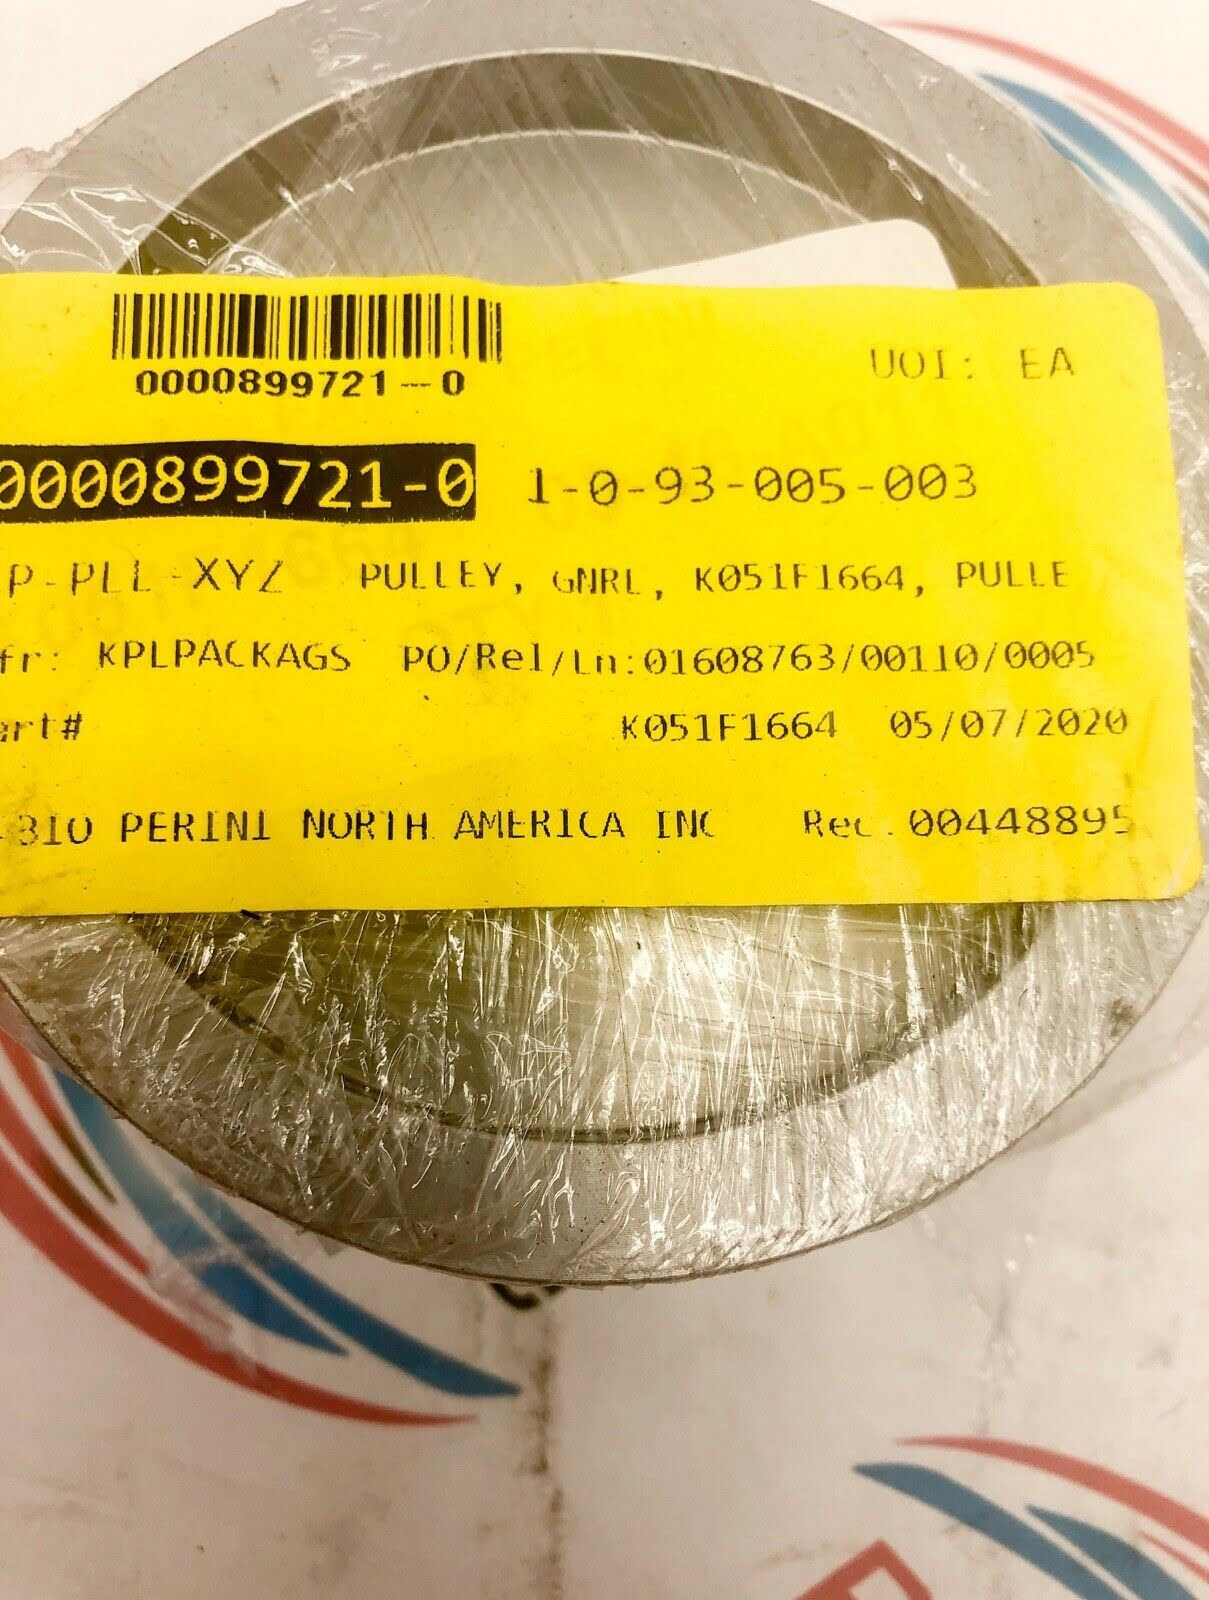 0000899721-0
UOI: EA
0000899721-0 1-0-93-005-003
P-PLL-XYZ PULLEY, GNRL, K051F1664, PULLE
fr: KPLPACKAGS PO/Rel/Ln:01608763/00110/0005
art# K051F1664 05/07/2020
310 PERINI NORTH AMERICA INC Rec. 00448895